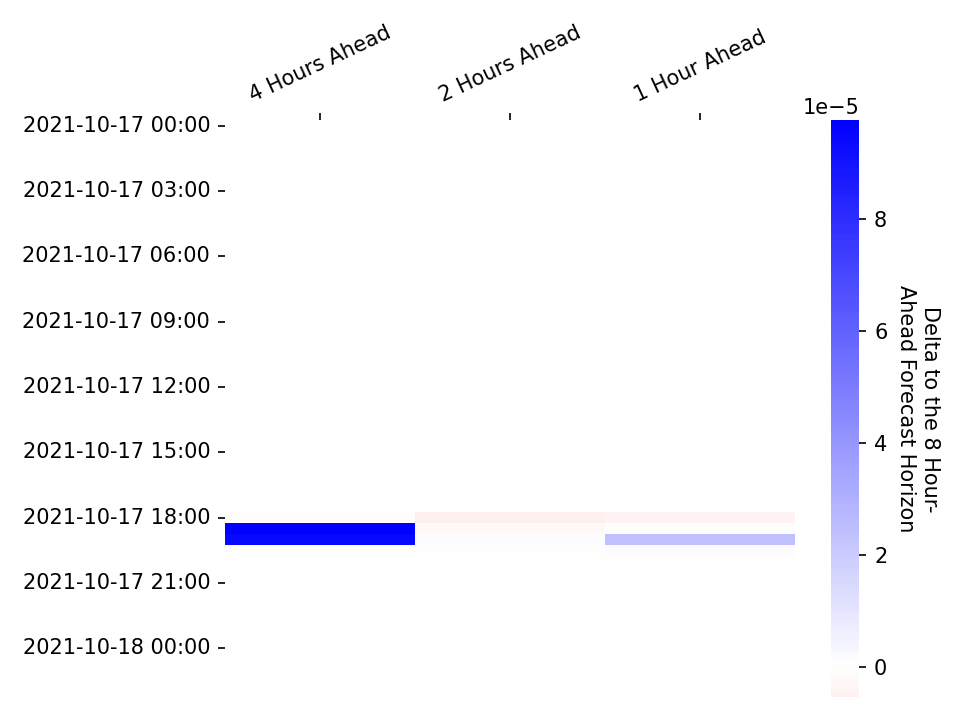 4 Hours Ahead
2 Hours Ahead
1 Hour Ahead
1e−5
2021-10-17 00:00
2021-10-17 03:00
2021-10-17 06:00
2021-10-17 09:00
2021-10-17 12:00
2021-10-17 15:00
2021-10-17 18:00
2021-10-17 21:00
2021-10-18 00:00
8
6
4
2
0
Delta to the 8 Hour-
Ahead Forecast Horizon